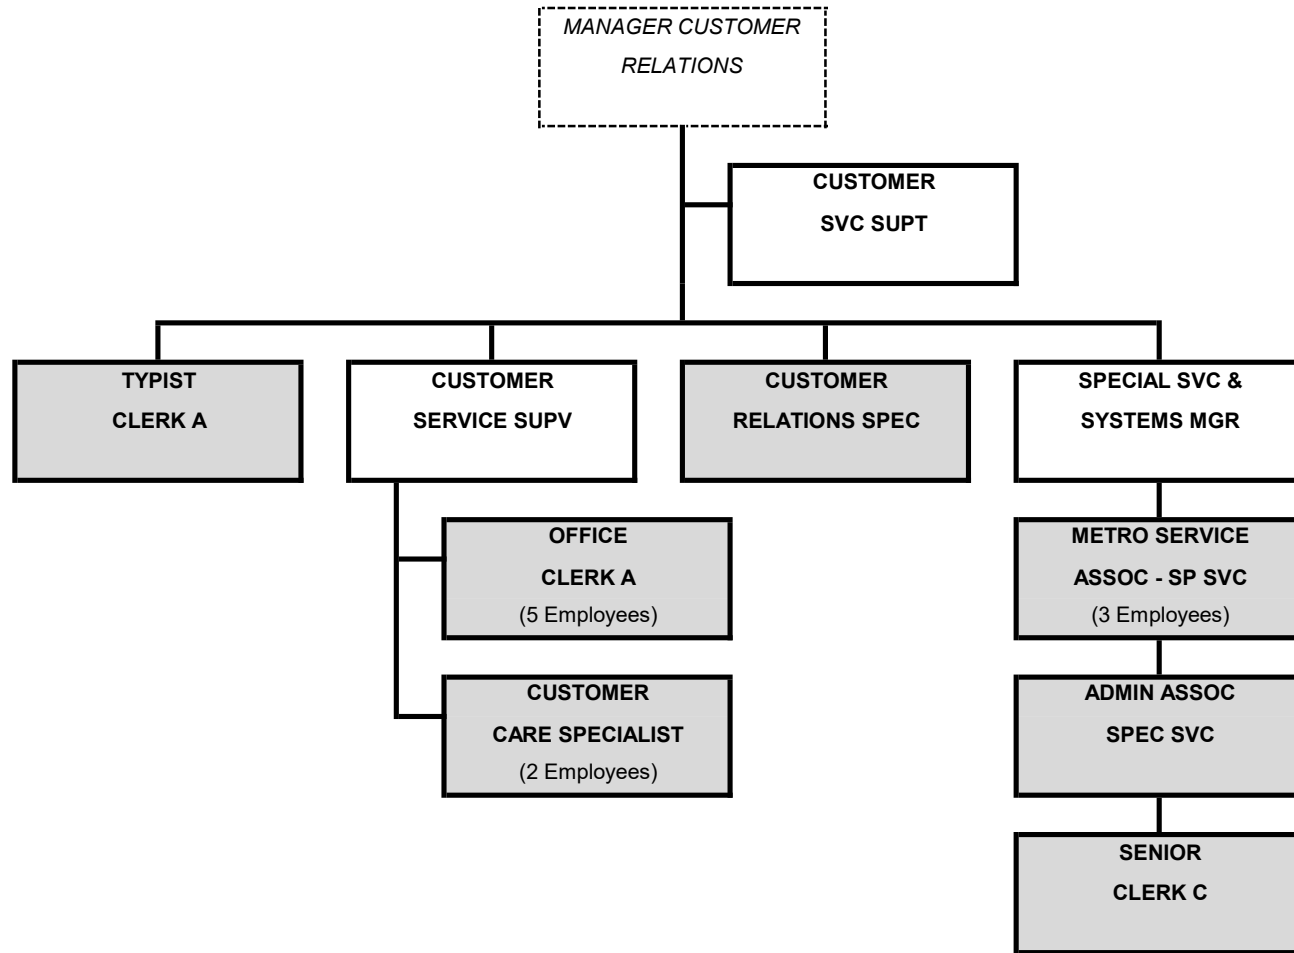 MANAGER CUSTOMER
RELATIONS
CUSTOMER
SVC SUPT
TYPIST
CLERK A
CUSTOMER
SERVICE SUPV
CUSTOMER
RELATIONS SPEC
SPECIAL SVC &
SYSTEMS MGR
OFFICE
CLERK A
(5 Employees)
METRO SERVICE
ASSOC - SP SVC
(3 Employees)
CUSTOMER
CARE SPECIALIST
(2 Employees)
ADMIN ASSOC
SPEC SVC
SENIOR
CLERK C